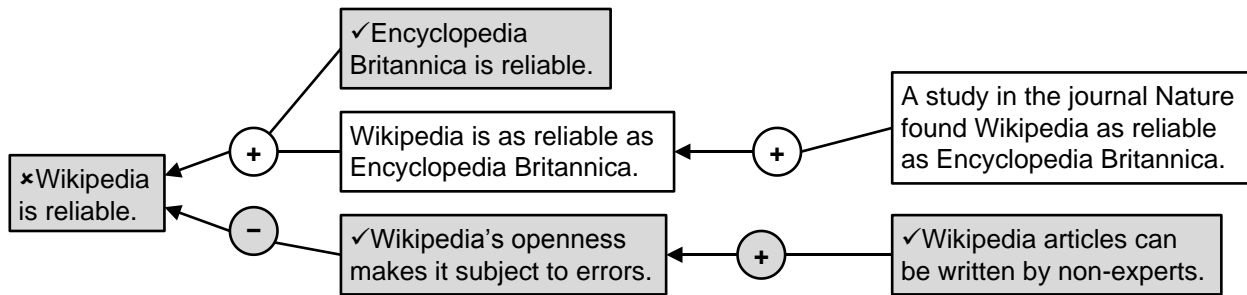 ✓Encyclopedia
Britannica is reliable.
A study in the journal Nature
found Wikipedia as reliable
as Encyclopedia Britannica.
Wikipedia is as reliable as
Encyclopedia Britannica.
+
+
×Wikipedia
is reliable.
−
✓Wikipedia’s openness
makes it subject to errors.
+
✓Wikipedia articles can
be written by non-experts.